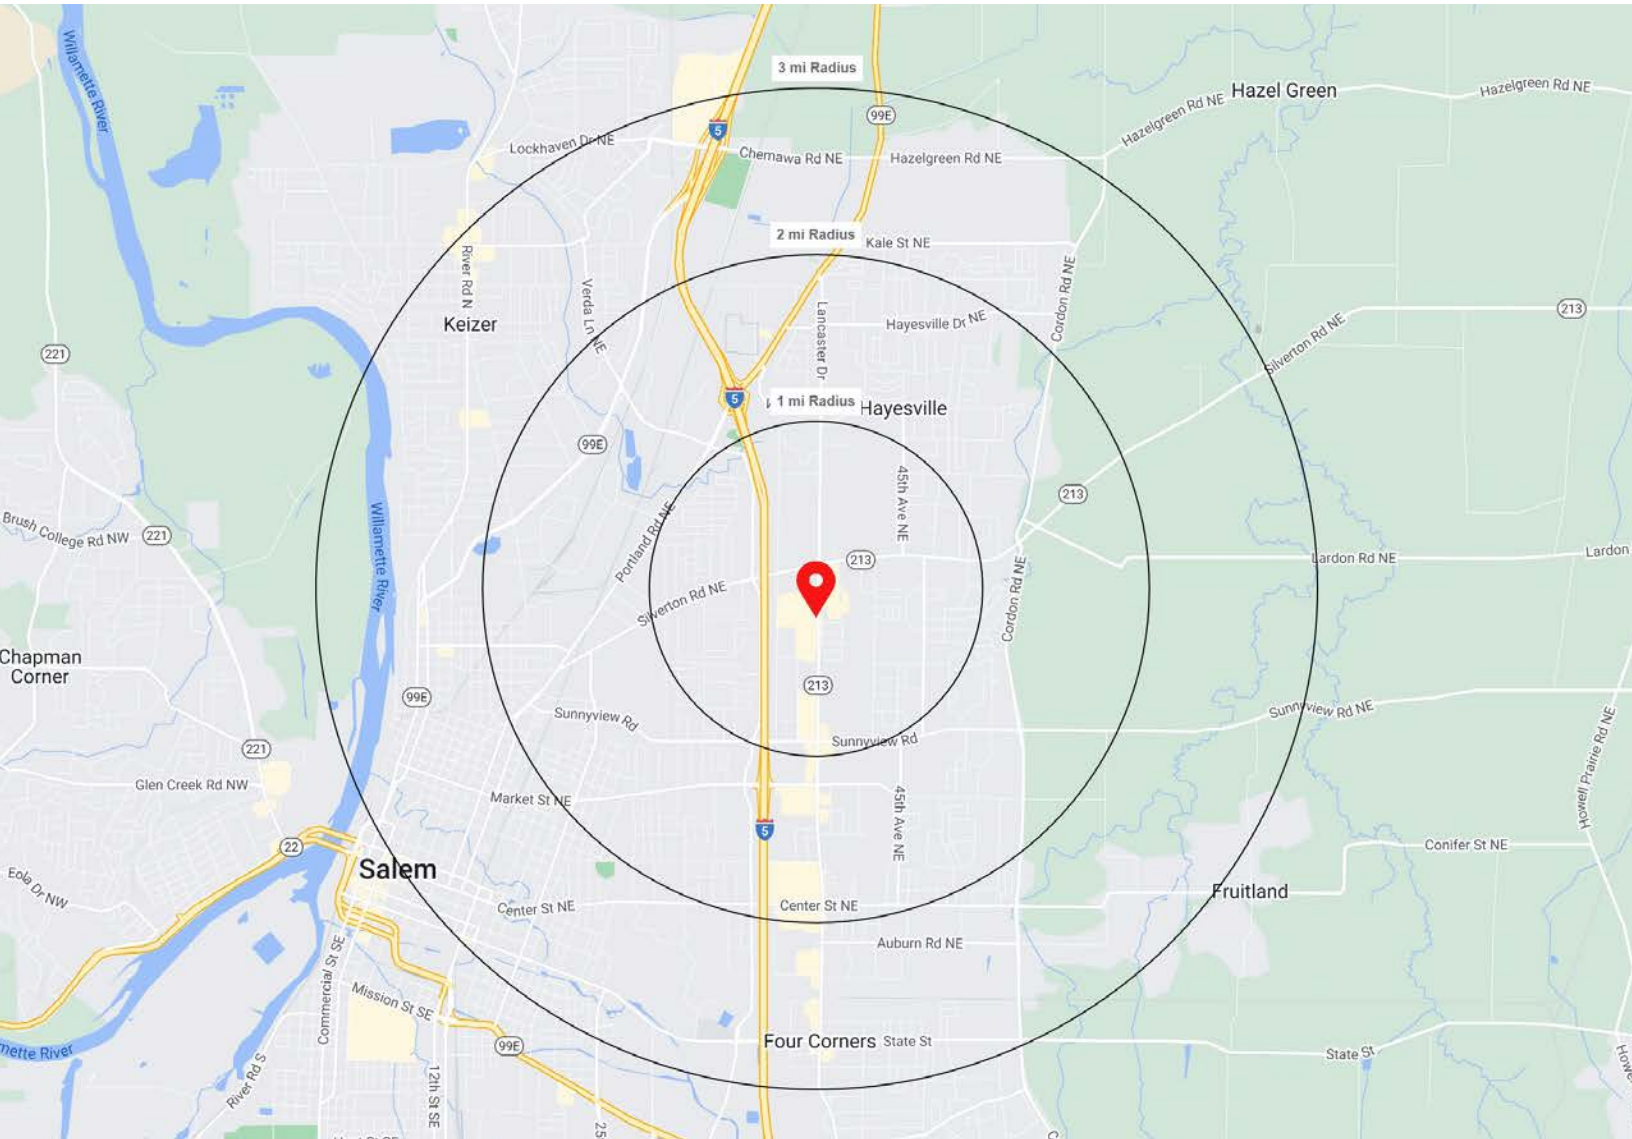 Willamette River
3 mi Radius
Hazel Green
Hazelgreen Rd NE
Hazelgreen Rd NE
99E
5
Lockhaven Dr NE
Chemawa Rd NE
Hazelgreen Rd NE
2 mi Radius
Kale St NE
River Rd N
Verda Ln NE
Cordon Rd NE
Lancaster Dr
Hayesville Dr NE
213
Keizer
Silverton Rd NE
221
5
1 mi Radius
Hayesville
99E
45th Ave NE
213
Brush College Rd NW
221
Willamette River
Portland Rd NE
213
Lardon Rd NE
Lardon
Silverton Rd NE
Cordon Rd NE
Chapman
Corner
99E
213
Sunnyview Rd
Sunnyview Rd NE
221
Sunnyview Rd
Howell Prairie Rd NE
Glen Creek Rd NW
Market St NE
45th Ave NE
5
22
Conifer St NE
Salem
Eola Dr NW
Fruitland
Center St NE
Center St NE
Auburn Rd NE
Commercial St SE
Mission St SE
99E
Four Corners
State St
State St
mette River
River Rd S
12th St SE
25